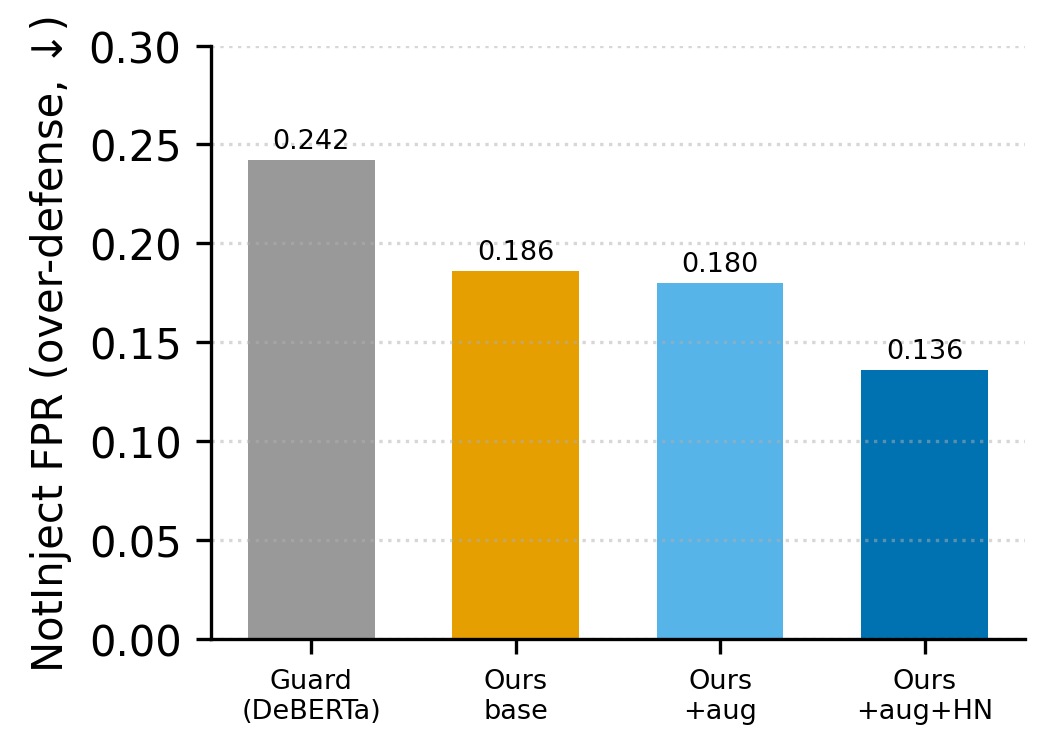 NotInject FPR (over-defense, ↓)
0.30
0.25
0.20
0.15
0.10
0.05
0.00
0.242
0.186
0.180
0.136
Guard
(DeBERTa)
Ours
base
Ours
+aug
Ours
+aug+HN